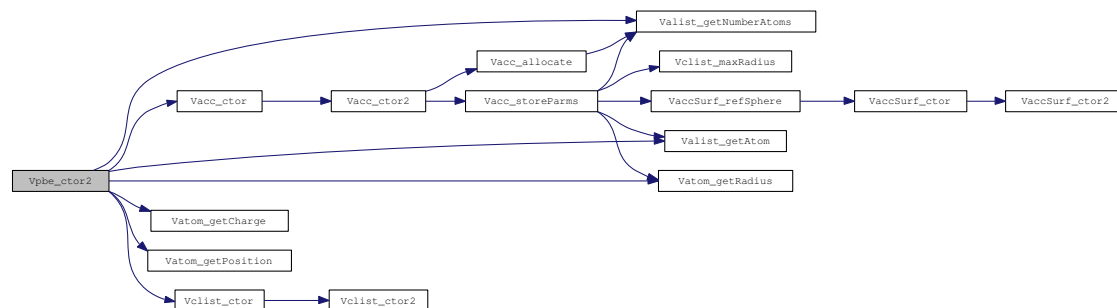 Valist_getNumberAtoms
Vacc_allocate
Vclist_maxRadius
Vacc_ctor
Vacc_ctor2
Vacc_storeParms
VaccSurf_refSphere
VaccSurf_ctor
VaccSurf_ctor2
Valist_getAtom
Vpbe_ctor2
Vatom_getRadius
Vatom_getCharge
Vatom_getPosition
Vclist_ctor
Vclist_ctor2